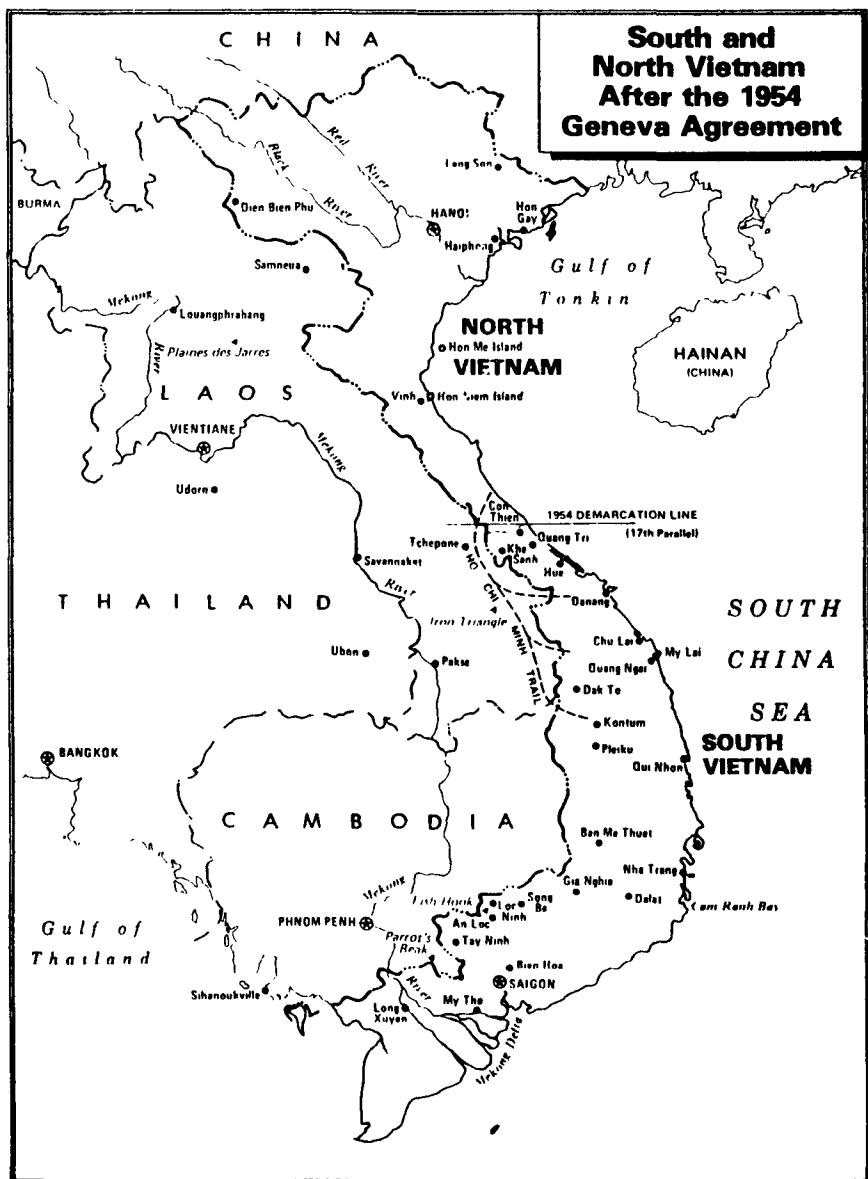 South and
North Vietnam
After the 1954
Geneva Agreement
CHINA
Red
River
Black
River
Lang Son
BURMA
Dien Bien Phu
HANOI
Hon
Gay
Haiphong
Samneua
Gulf of
Tonkin
Mekong
River
Louangphrahang
Plaines des Jarres
NORTH
VIETNAM
Hon Me Island
HAINAN
(CHINA)
LAOS
Vinh
Hon Island
VIENTIANE
Mekong
Udorn
Con
Thien
1954 DEMARCATION LINE
(17th Parallel)
Tchepone
Quang Tri
Khe
Sanh
Hue
Savannaket
HO
CHI
MINH
TRAIL
River
Danang
THAILAND
Iron Triangle
SOUTH
CHINA
SEA
Chu Lai
My Lai
Quang Ngai
Ubon
Pakse
Dak To
Kontum
BANGKOK
Pleiku
SOUTH
VIETNAM
Qui Nhon
CAMBODIA
Ban Me Thuot
Nha Trang
Mekong
Gia Nghia
Dalat
Cam Ranh Bay
Fish Hook
Loc
Ninh
Song
Be
An Loc
PHNOM PENH
Parrot's
Beak
Tay Ninh
Gulf of
Thailand
Bien Hoa
SAIGON
Sihanoukville
River
My Tho
Long
Xuyen
Mekong Delta